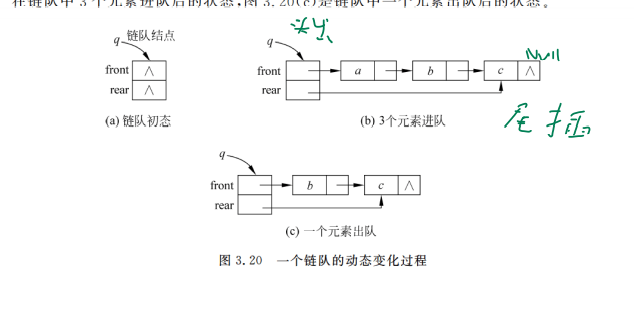 在链队中3个元素进队后的状态,图3.20(c)是链队中一个元素出队后的状态。
q 链队结点
front ∧
rear ∧
(a) 链队初态
q
front a b c ∧
rear
Null
(b) 3个元素进队
尾插
q
front b c ∧
rear
(c) 一个元素出队
图 3.20 一个链队的动态变化过程